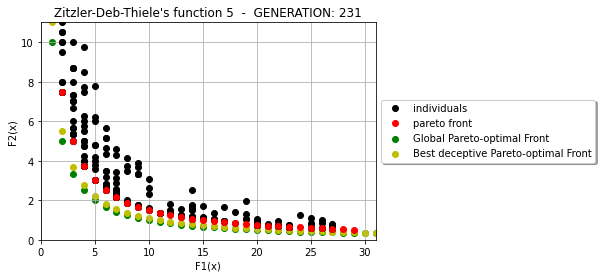 Zitzler-Deb-Thiele's function 5 - GENERATION: 231
10
8
6
4
2
0
F2(x)
0 5 10 15 20 25 30
F1(x)
individuals
pareto front
Global Pareto-optimal Front
Best deceptive Pareto-optimal Front